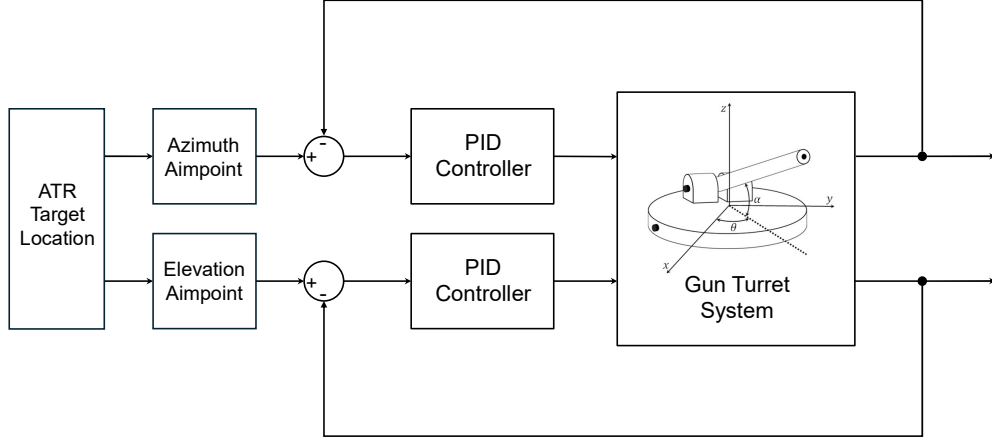 ATR
Target
Location
Azimuth
Aimpoint
+
-
PID
Controller
z
α
y
θ
x
Gun Turret
System
Elevation
Aimpoint
+
-
PID
Controller